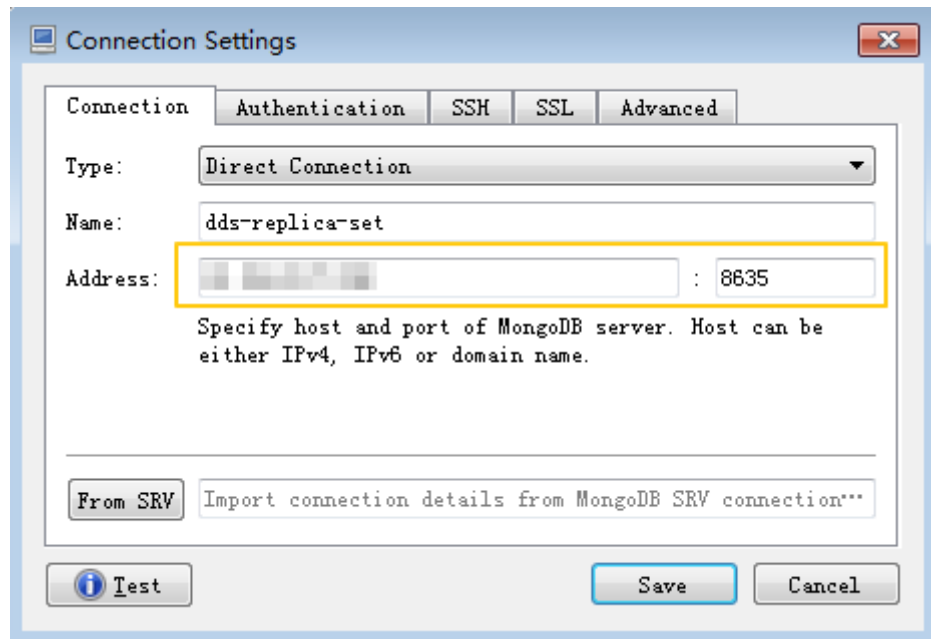 Connection Settings
Connection Authentication SSH SSL Advanced
Type: Direct Connection
Name: dds-replica-set
Address: : 8635
Specify host and port of MongoDB server. Host can be
either IPv4, IPv6 or domain name.
From SRV Import connection details from MongoDB SRV connection...
Test Save Cancel